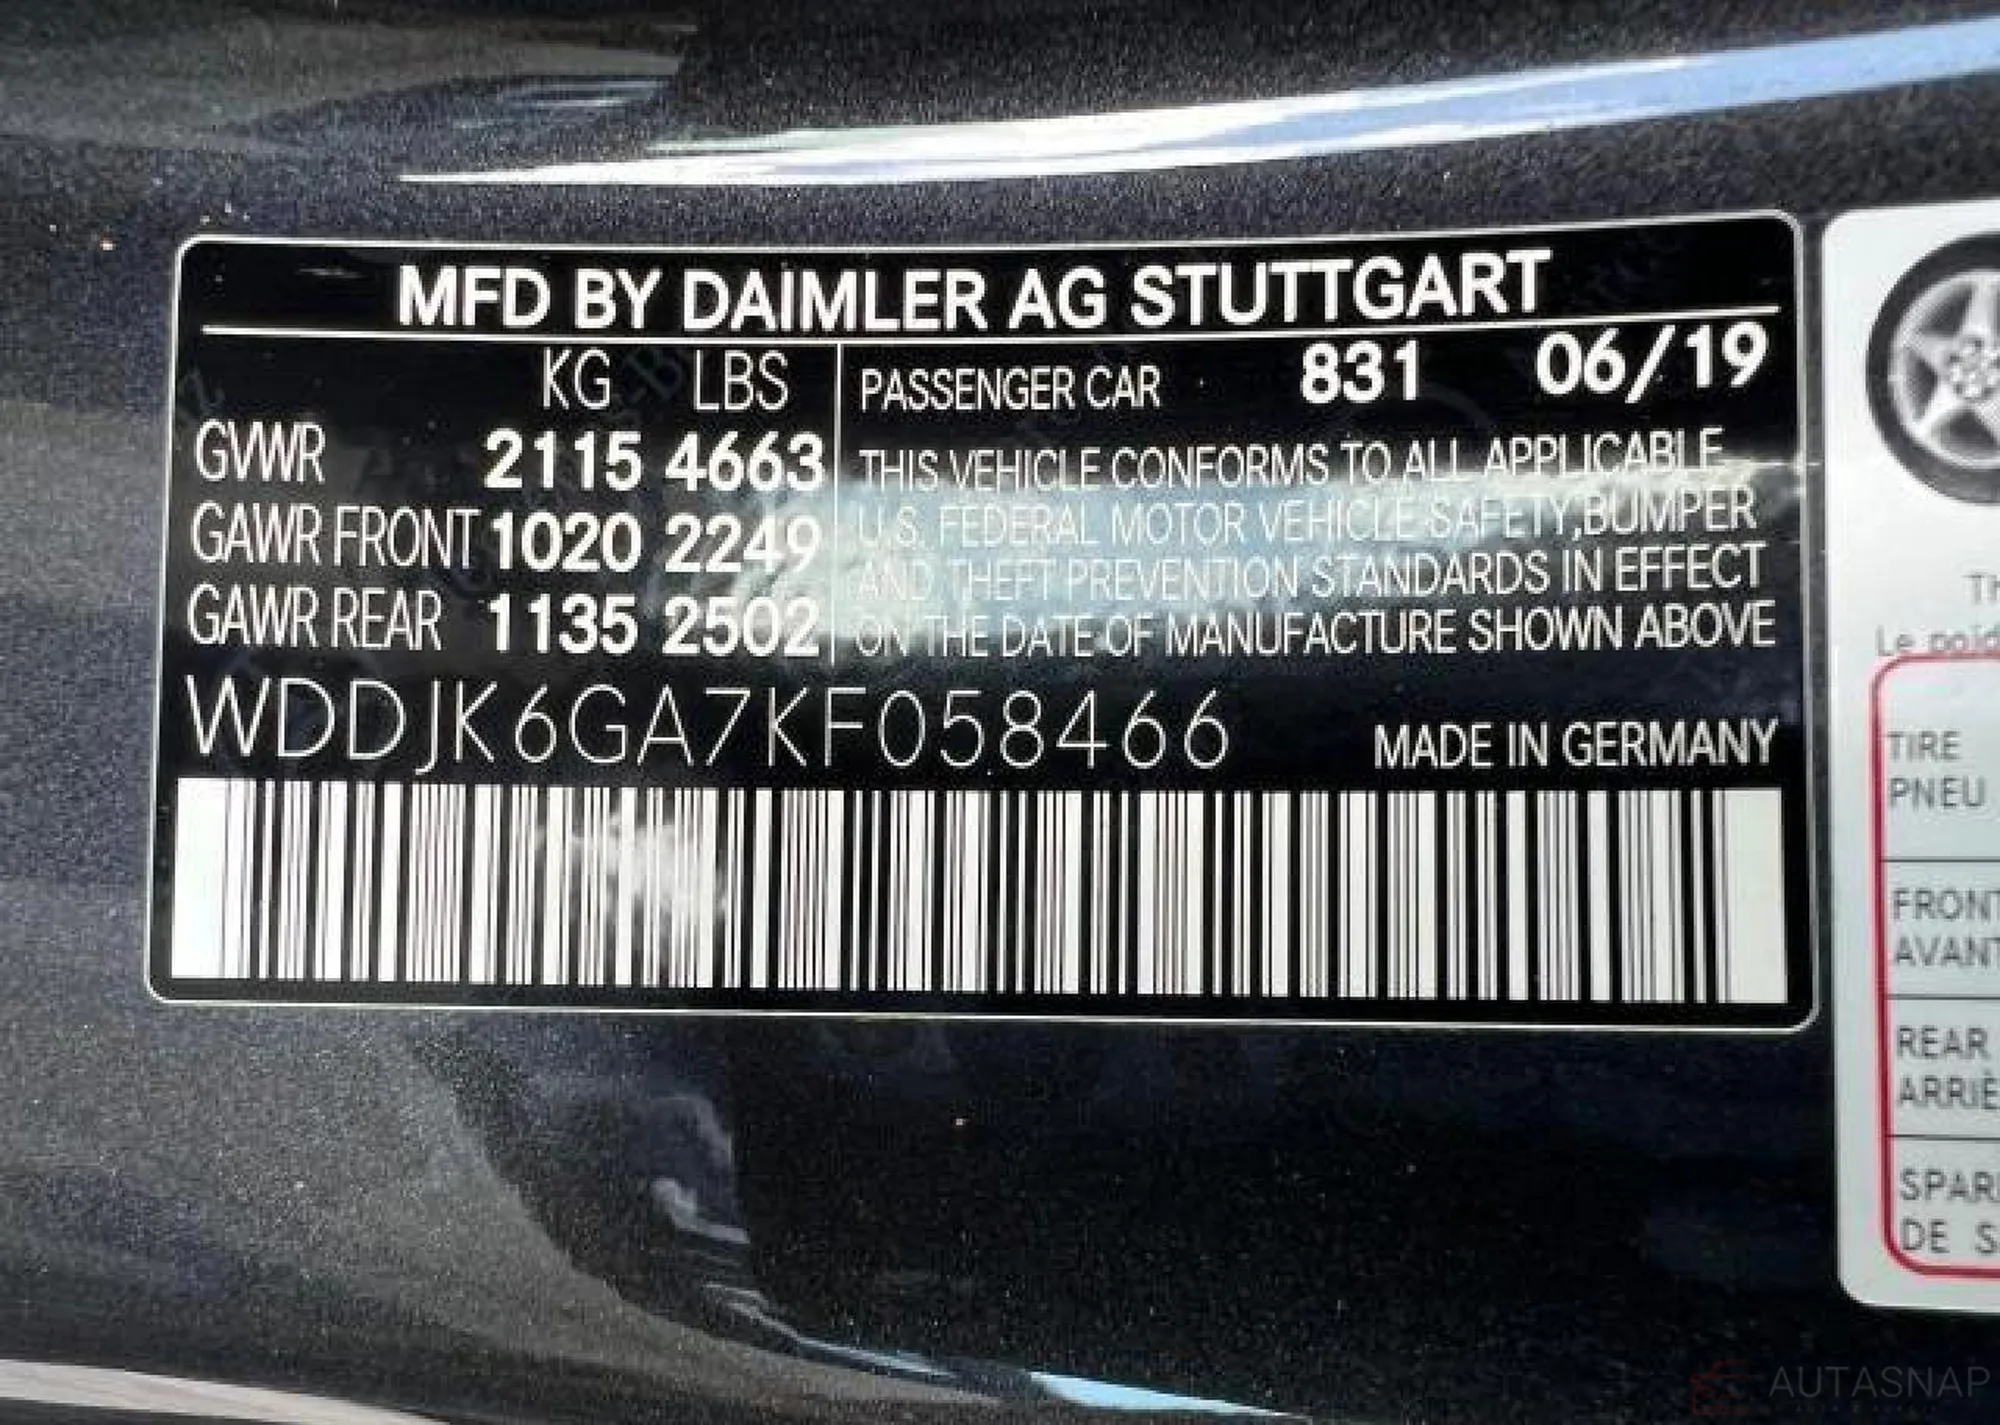 MFD BY DAIMLER AG STUTTGART
KG LBS
GVWR 2115 4663
GAWR FRONT 1020 2249
GAWR REAR 1135 2502
PASSENGER CAR 831 06/19
THIS VEHICLE CONFORMS TO ALL APPLICABLE
U.S. FEDERAL MOTOR VEHICLE SAFETY,BUMPER
AND THEFT PREVENTION STANDARDS IN EFFECT
ON THE DATE OF MANUFACTURE SHOWN ABOVE
WDDJK6GA7KF058466
MADE IN GERMANY
Le
TIRE
PNEU
FRONT
AVANT
REAR
DE
AUTASNAP